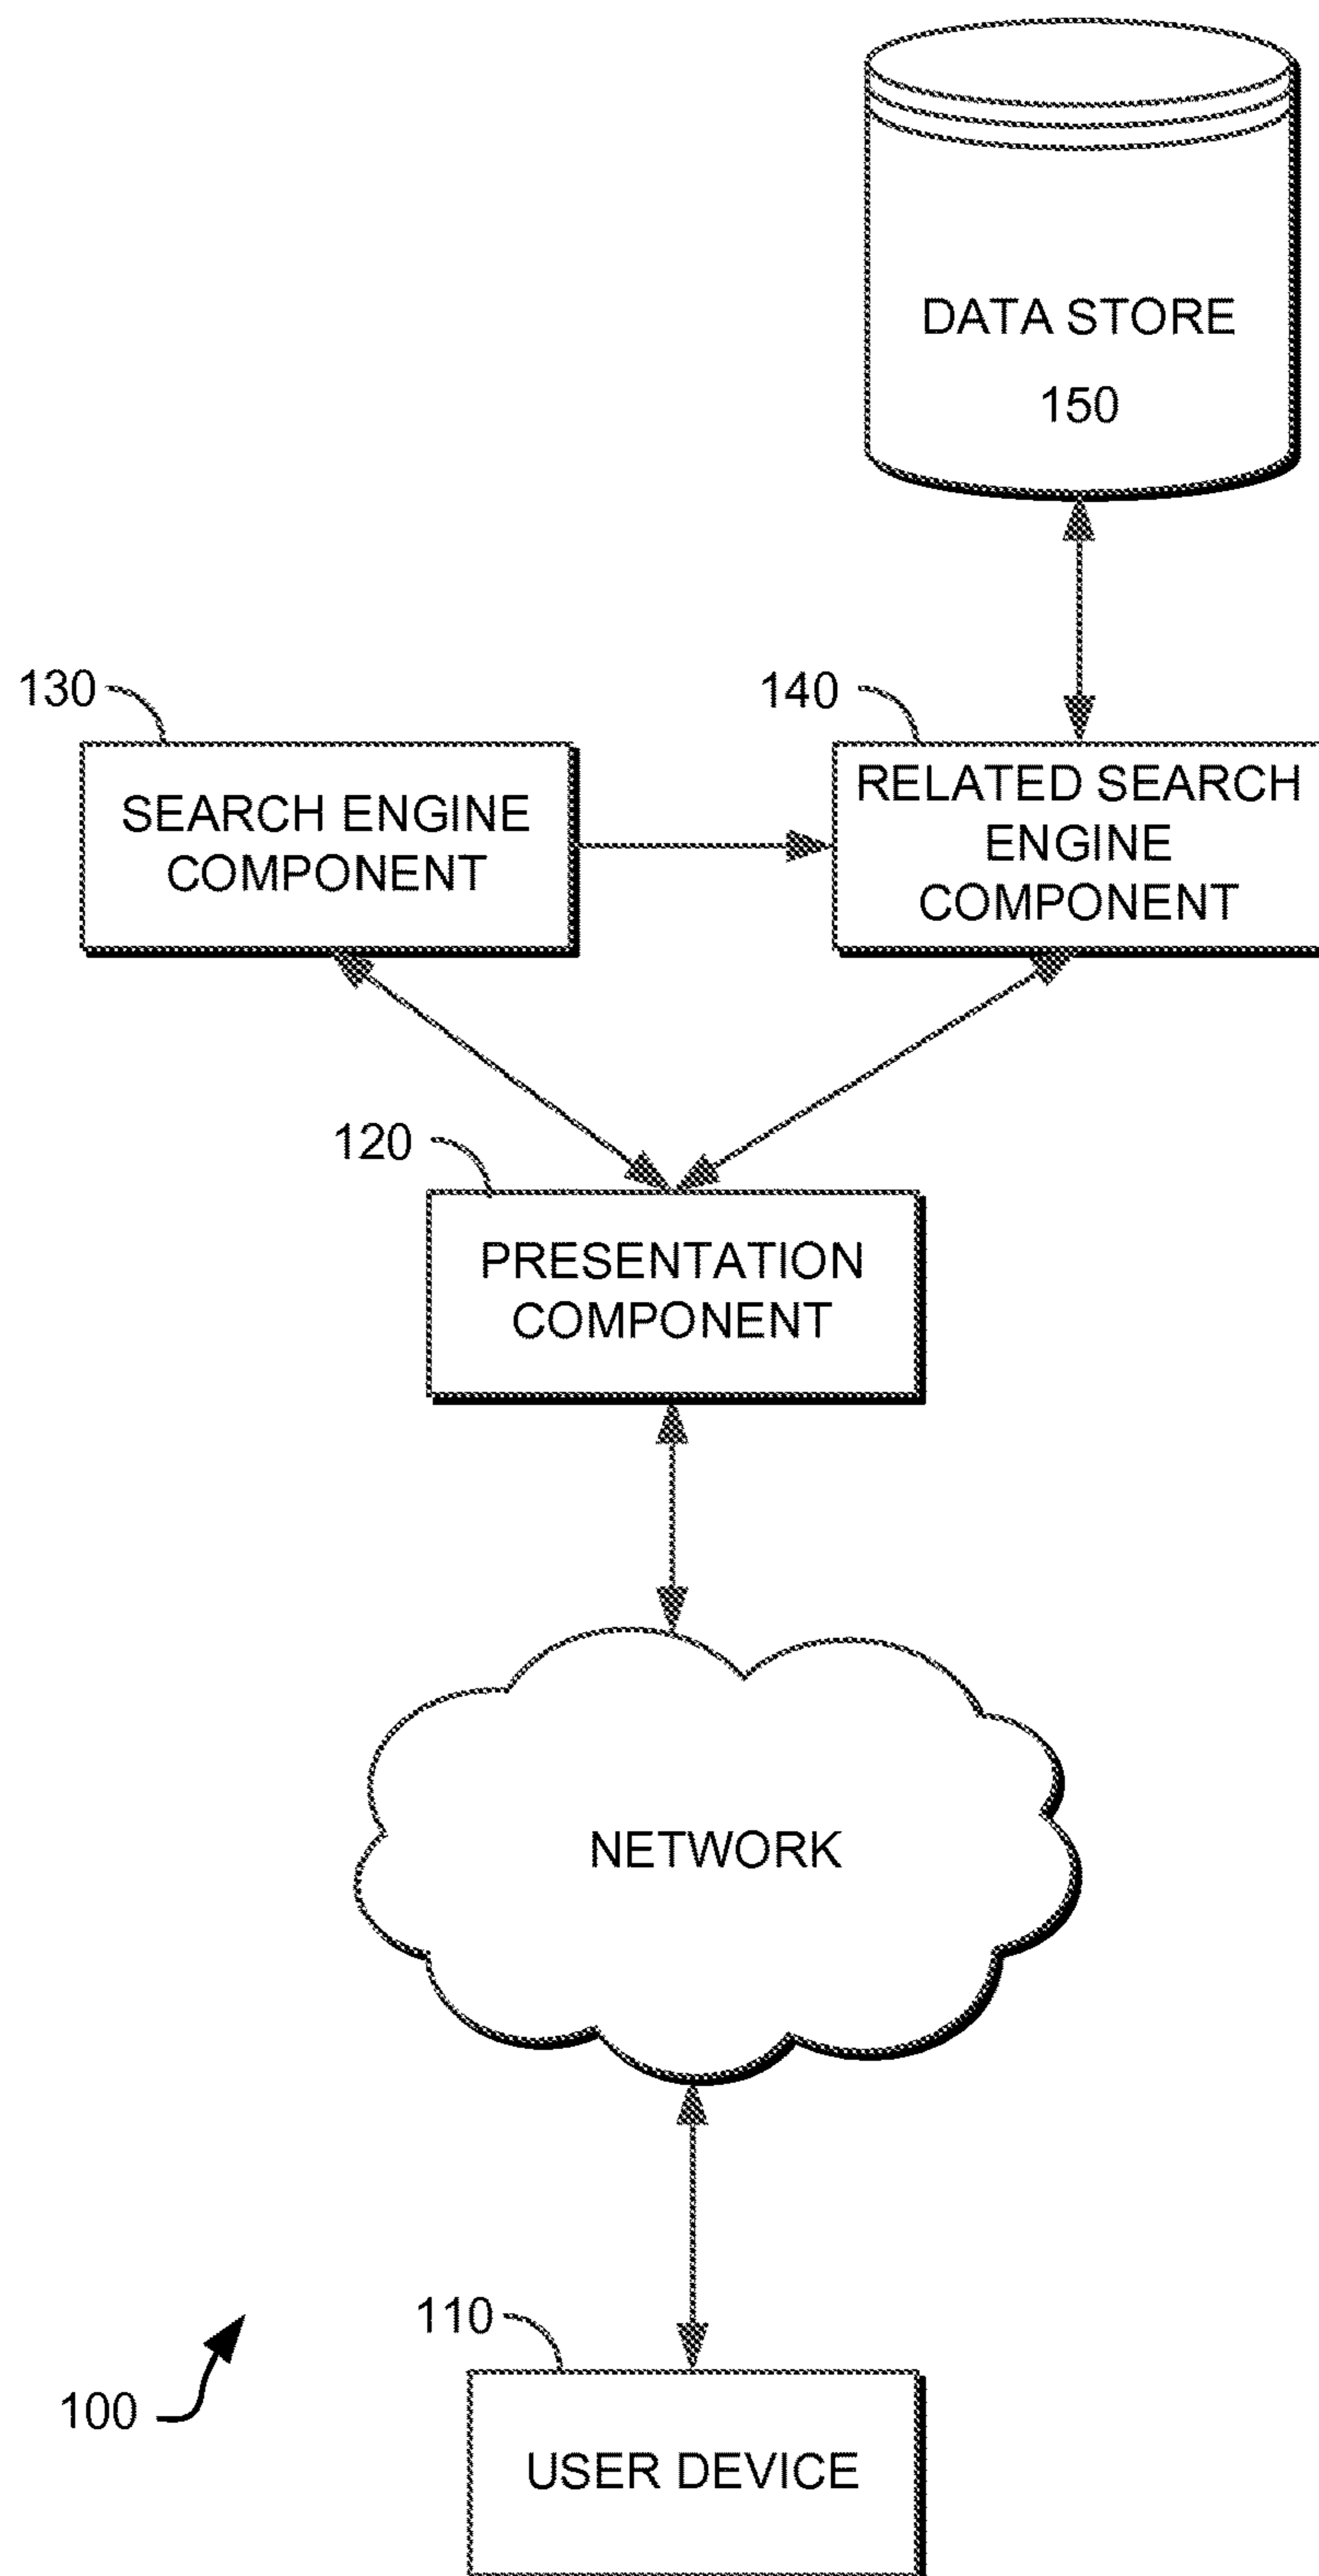 DATA STORE
150
130
140
SEARCH ENGINE
COMPONENT
RELATED SEARCH
ENGINE
COMPONENT
120
PRESENTATION
COMPONENT
NETWORK
110
100
USER DEVICE